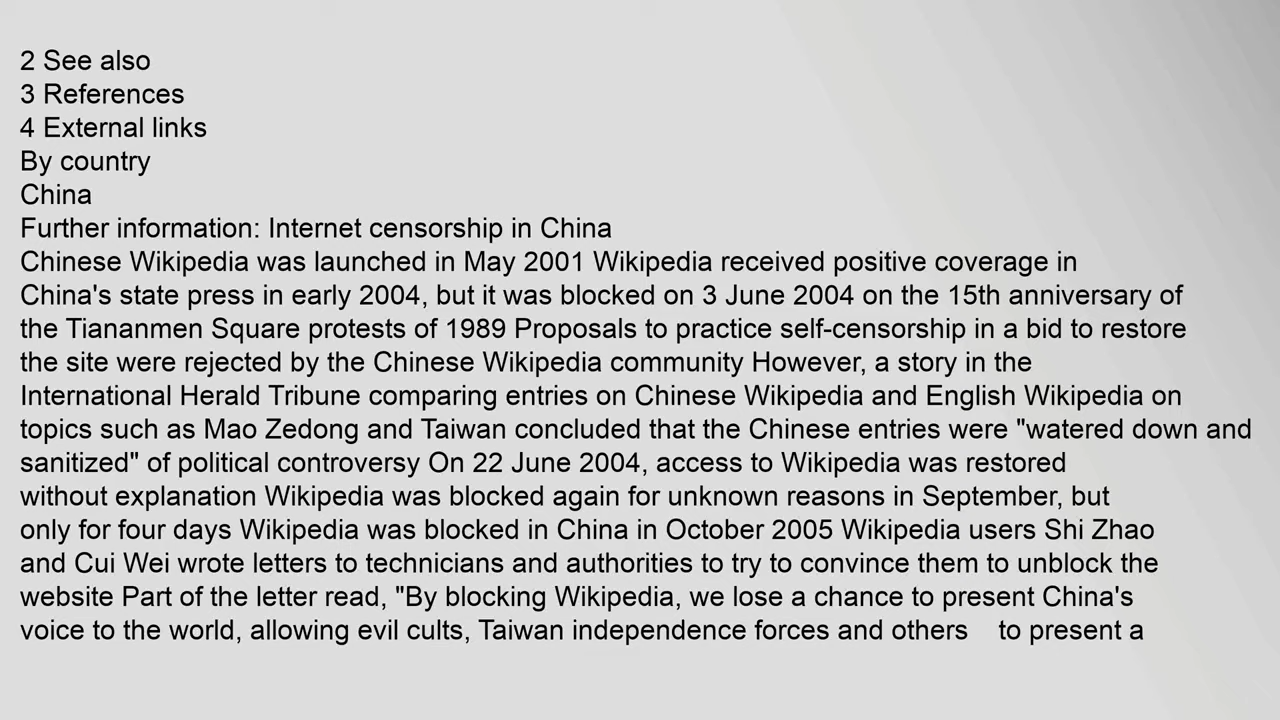 2 See also
3 References
4 External links
By country
China
Further information: Internet censorship in China
Chinese Wikipedia was launched in May 2001 Wikipedia received positive coverage in
China's state press in early 2004, but it was blocked on 3 June 2004 on the 15th anniversary of
the Tiananmen Square protests of 1989 Proposals to practice self-censorship in a bid to restore
the site were rejected by the Chinese Wikipedia community However, a story in the
International Herald Tribune comparing entries on Chinese Wikipedia and English Wikipedia on
topics such as Mao Zedong and Taiwan concluded that the Chinese entries were "watered down and
sanitized" of political controversy On 22 June 2004, access to Wikipedia was restored
without explanation Wikipedia was blocked again for unknown reasons in September, but
only for four days Wikipedia was blocked in China in October 2005 Wikipedia users Shi Zhao
and Cui Wei wrote letters to technicians and authorities to try to convince them to unblock the
website Part of the letter read, "By blocking Wikipedia, we lose a chance to present China's
voice to the world, allowing evil cults, Taiwan independence forces and others    to present a